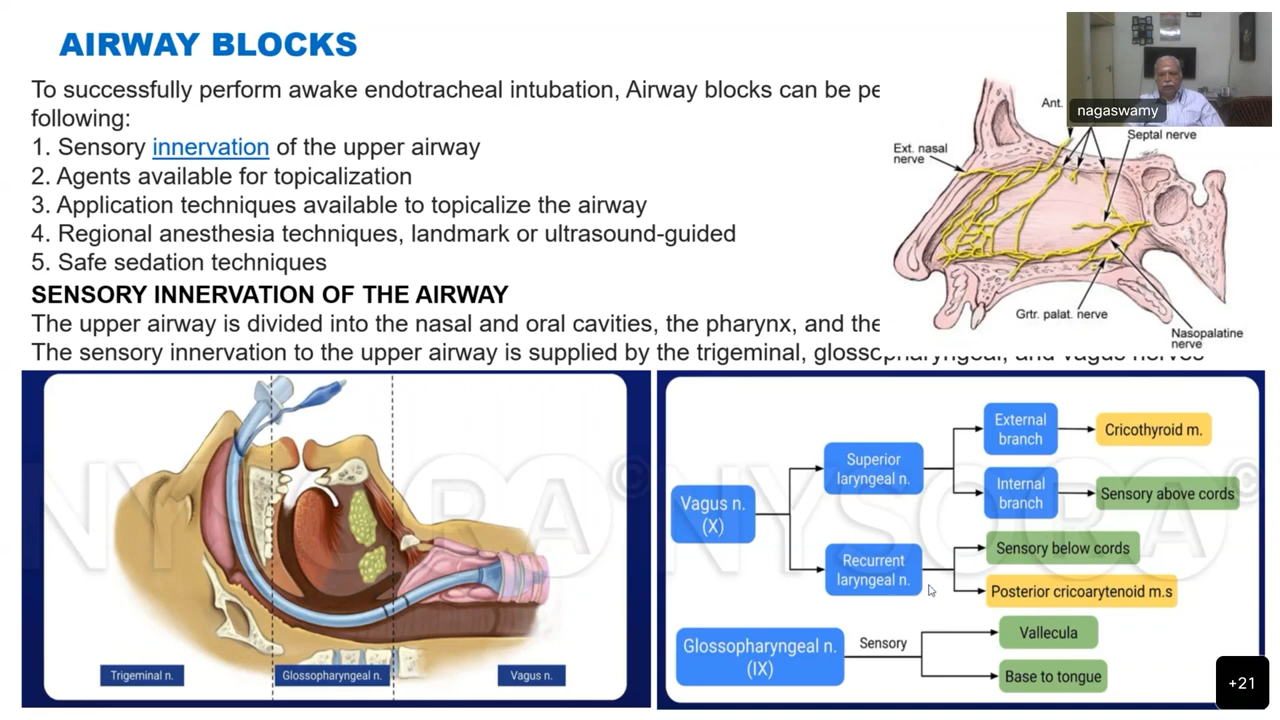 AIRWAY BLOCKS
To successfully perform awake endotracheal intubation, Airway blocks can be
following:
1. Sensory innervation of the upper airway
2. Agents available for topicalization
3. Application techniques available to topicalize the airway
4. Regional anesthesia techniques, landmark or ultrasound-guided
5. Safe sedation techniques
SENSORY INNERVATION OF THE AIRWAY
The upper airway is divided into the nasal and oral cavities, the pharynx, and the
The sensory innervation to the upper airway is supplied by the trigeminal, glossopharyngeal, and vagus nerves
nagaswamy
Ant.
Septal nerve
Ext. nasal
nerve
Grtr. palat. nerve
Nasopalatine
nerve
NYSORA ©
Trigeminal n.
Glossopharyngeal n.
Vagus n.
NYSORA ©
Vagus n.
(X)
Superior
laryngeal n.
External
branch
Cricothyroid m.
Internal
branch
Sensory above cords
Recurrent
laryngeal n.
Sensory below cords
Posterior cricoarytenoid m.s
Glossopharyngeal n.
(IX)
Sensory
Vallecula
Base to tongue
+21